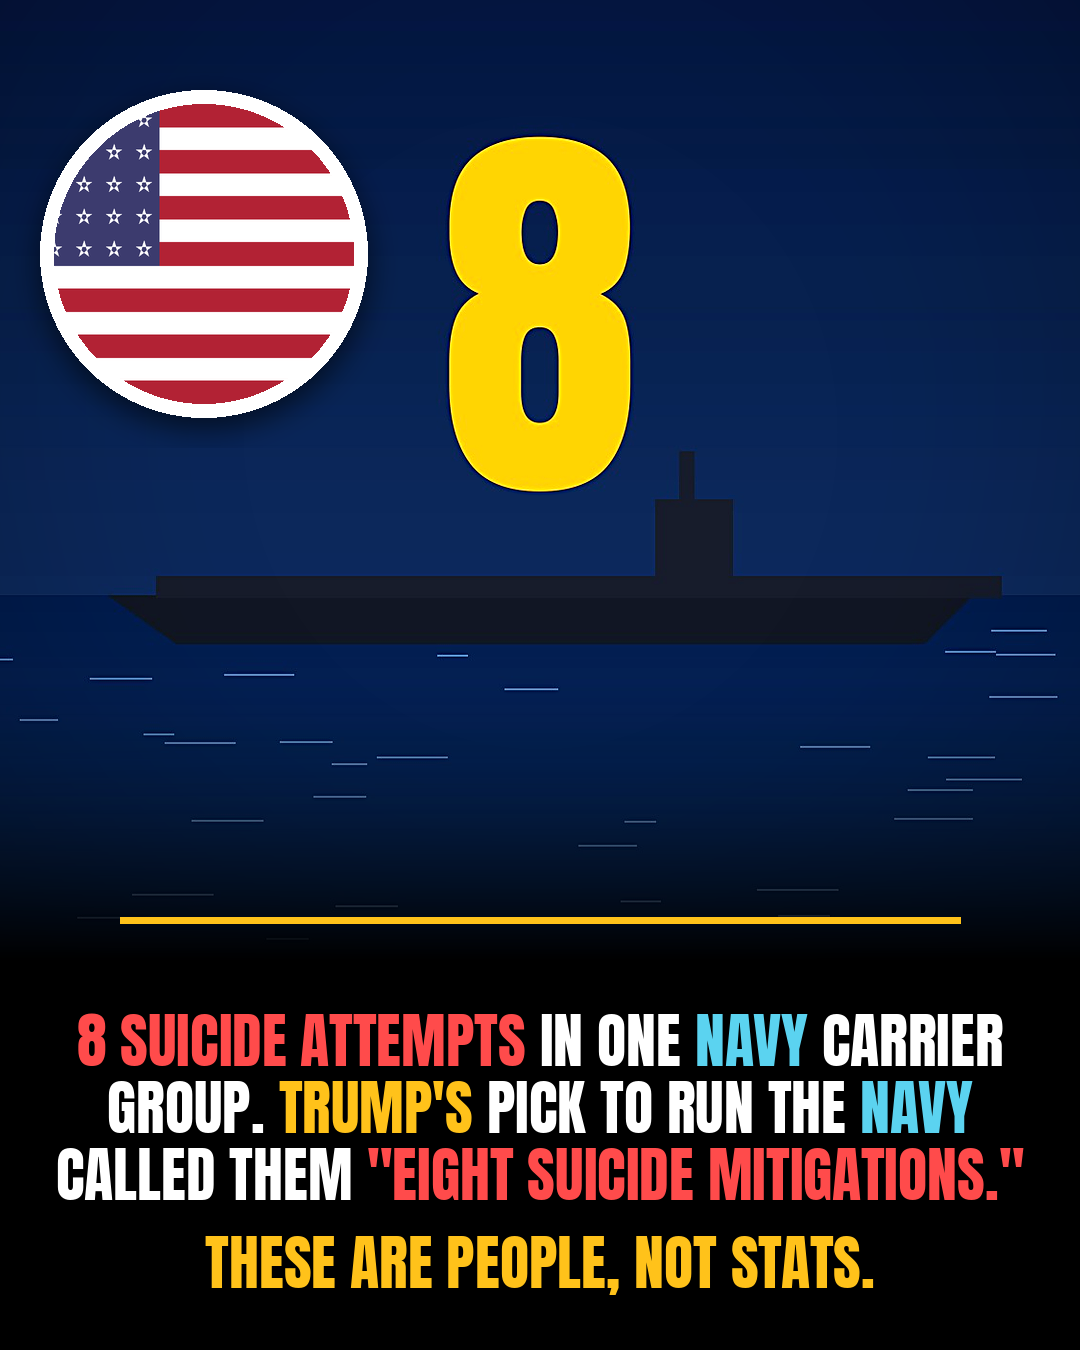 8
8 SUICIDE ATTEMPTS IN ONE NAVY CARRIER
GROUP. TRUMP'S PICK TO RUN THE NAVY
CALLED THEM "EIGHT SUICIDE MITIGATIONS."
THESE ARE PEOPLE, NOT STATS.